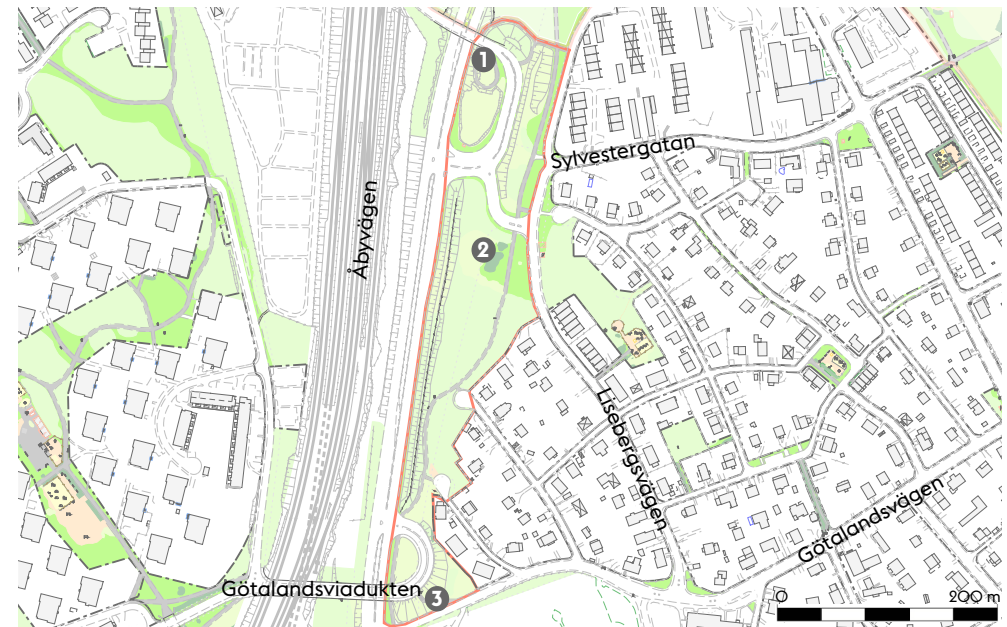 1
Sylvestergatan
Åbyvägen
2
Lisebergsvägen
Götalandsvägen
Götalandsviadukten
3
0
200 m